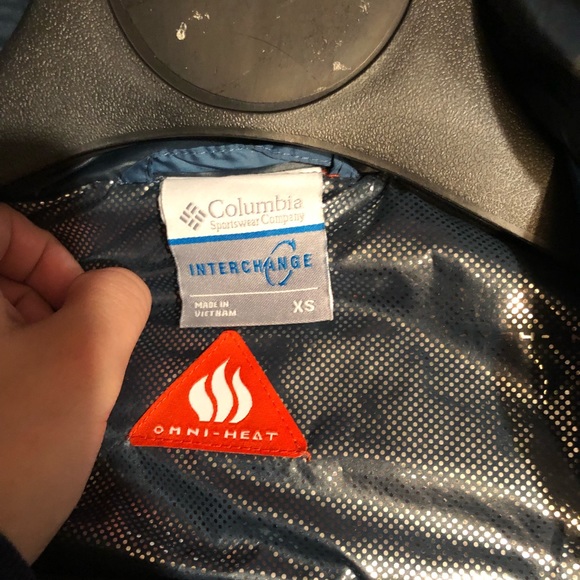 Columbia
Sportswear Company
INTERCHANGE
MADE IN
VIETNAM
XS
OMNI-HEAT